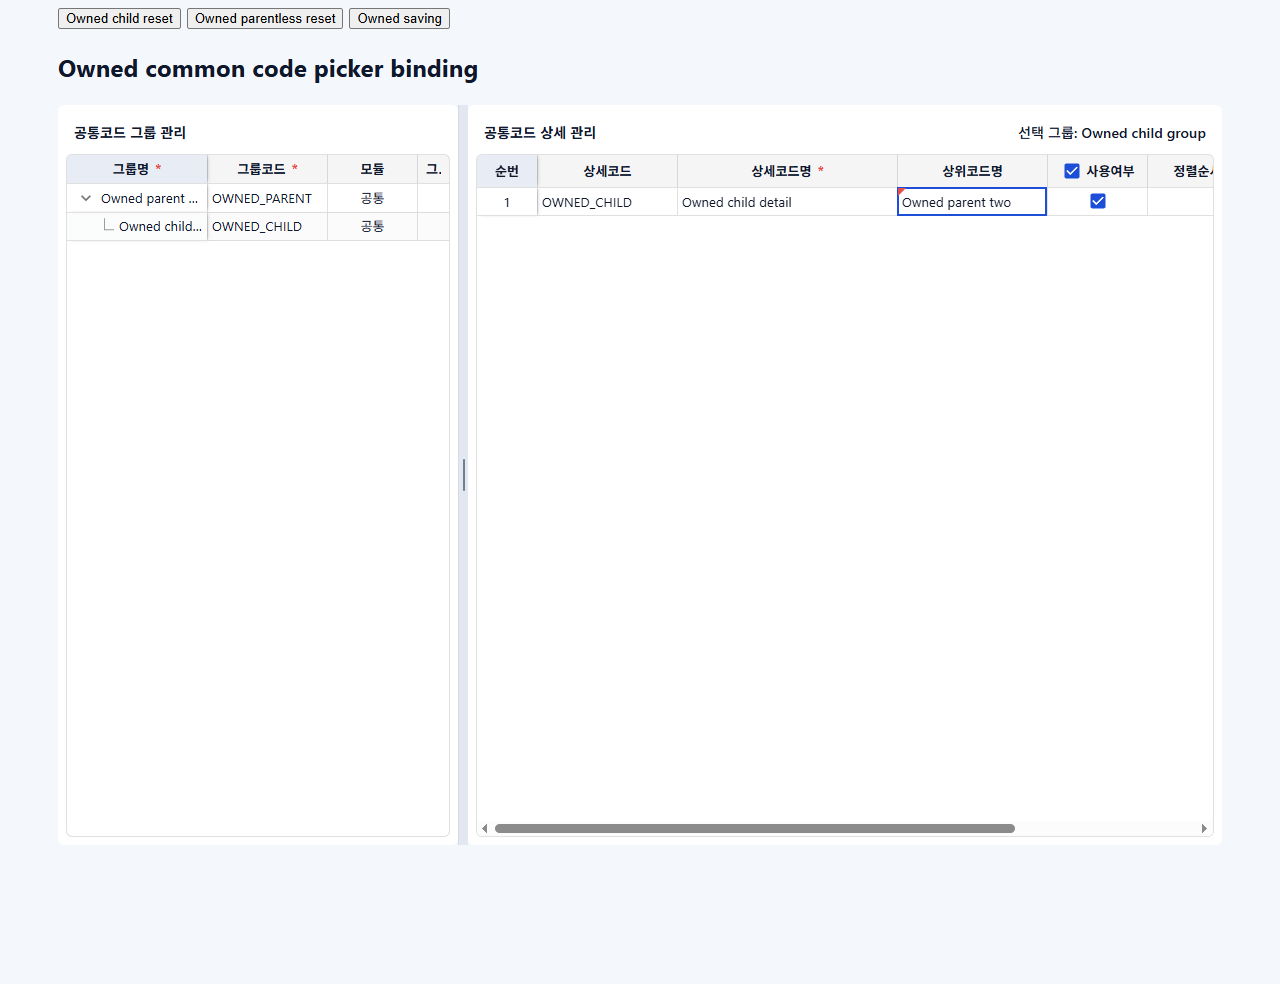 Owned child reset Owned parentless reset Owned saving
Owned common code picker binding
공통코드 그룹 관리
그룹명 * 그룹코드 * 모듈 그.
Owned parent ... OWNED_PARENT 공통
Owned child... OWNED_CHILD 공통
공통코드 상세 관리 선택 그룹: Owned child group
순번 상세코드 상세코드명 * 상위코드명 사용여부 정렬순
1 OWNED_CHILD Owned child detail Owned parent two